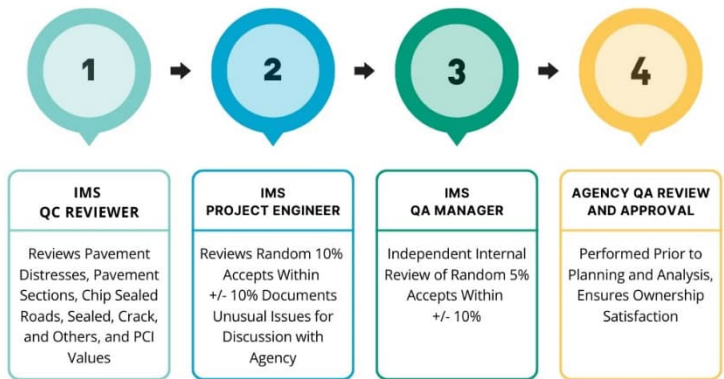 1
2
3
4
IMS
QC REVIEWER
Reviews Pavement
Distresses, Pavement
Sections, Chip Sealed
Roads, Sealed, Crack,
and Others, and PCI
Values
IMS
PROJECT ENGINEER
Reviews Random 10%
Accepts Within
+/- 10% Documents
Unusual Issues for
Discussion with
Agency
IMS
QA MANAGER
Independent Internal
Review of Random 5%
Accepts Within
+/- 10%
AGENCY QA REVIEW
AND APPROVAL
Performed Prior to
Planning and Analysis,
Ensures Ownership
Satisfaction